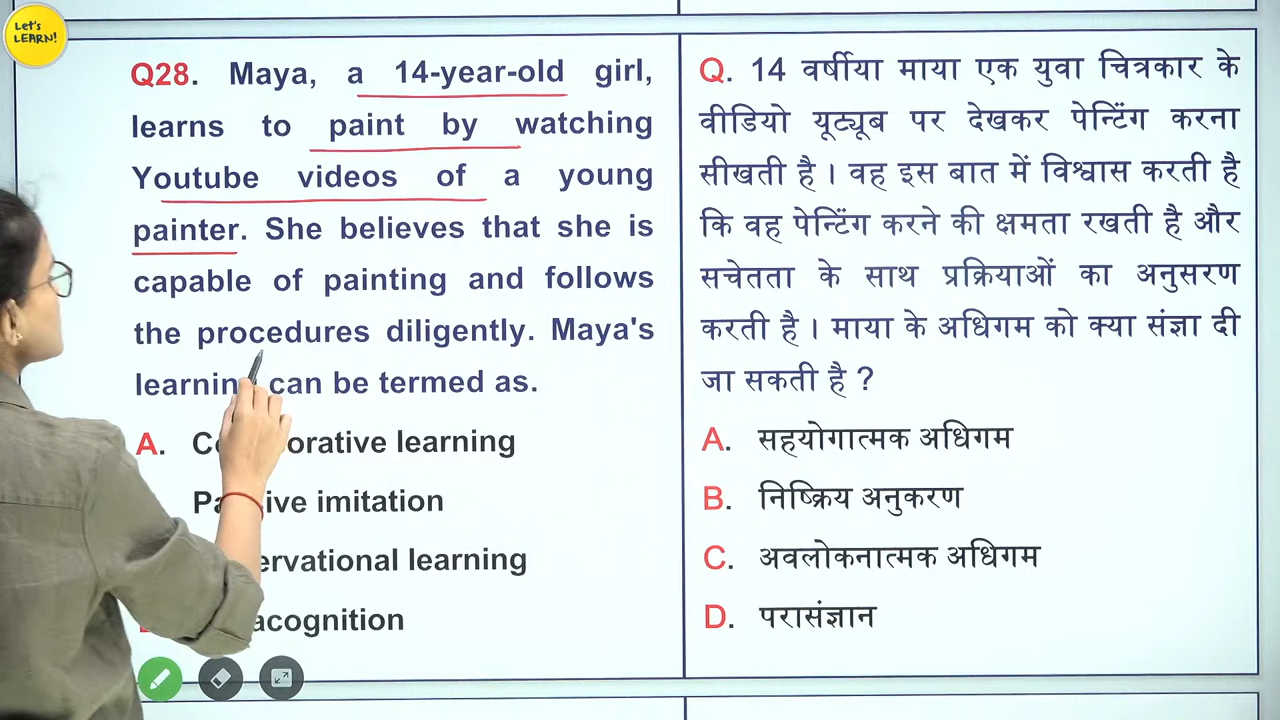 Let's
LEARN!
Q28. Maya, a 14-year-old girl,
learns to paint by watching
Youtube videos of a young
painter. She believes that she is
capable of painting and follows
the procedures diligently. Maya's
learning can be termed as.
A. orative learning
imitation
learning
Q. 14 वर्षीया माया एक युवा चित्रकार के
वीडियो यूट्यूब पर देखकर पेन्टिंग करना
सीखती है । वह इस बात में विश्वास करती है
कि वह पेन्टिंग करने की क्षमता रखती है और
सचेतता के साथ प्रक्रियाओं का अनुसरण
करती है । माया के अधिगम को क्या संज्ञा दी
जा सकती है ?
A. सहयोगात्मक अधिगम
B. निष्क्रिय अनुकरण
C. अवलोकनात्मक अधिगम
D. परासंज्ञान